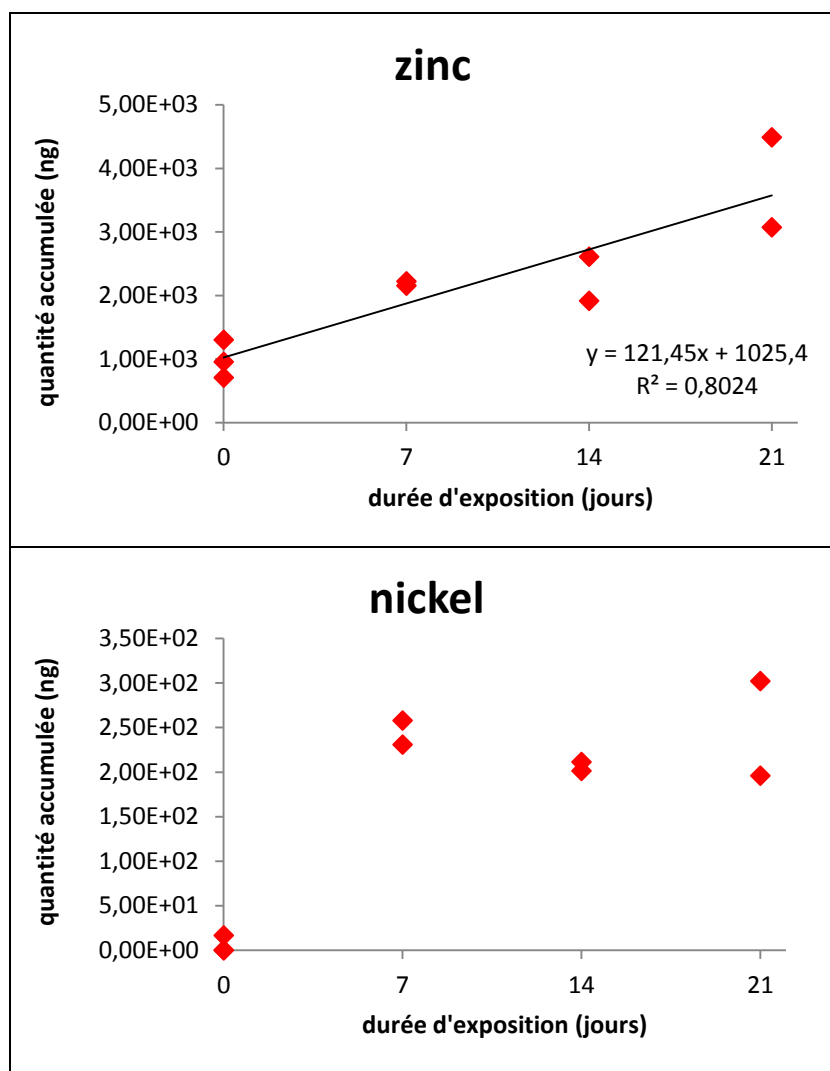 zinc
quantité accumulée (ng)
5,00E+03
4,00E+03
3,00E+03
2,00E+03
1,00E+03
0,00E+00
y = 121,45x + 1025,4
R² = 0,8024
0 7 14 21
durée d'exposition (jours)
nickel
quantité accumulée (ng)
3,50E+02
3,00E+02
2,50E+02
2,00E+02
1,50E+02
1,00E+02
5,00E+01
0,00E+00
0 7 14 21
durée d'exposition (jours)